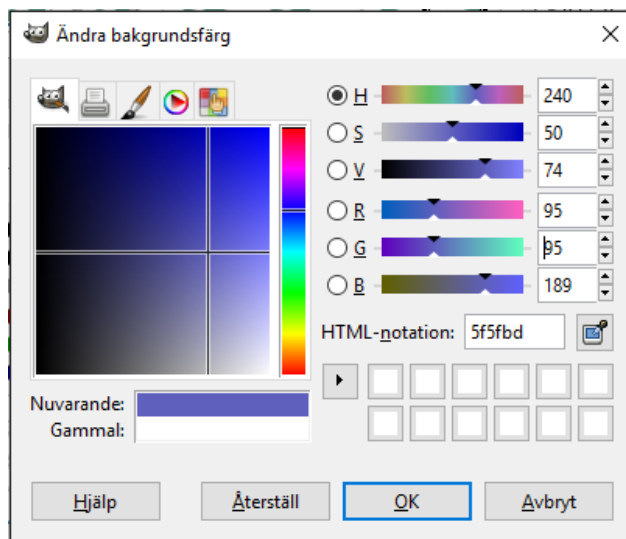 Ändra bakgrundsfärg
H 240
S 50
V 74
R 95
G 95
B 189
HTML-notation: 5f5fbd
Nuvarande:
Gammal:
Hjälp
Återställ
OK
Avbryt